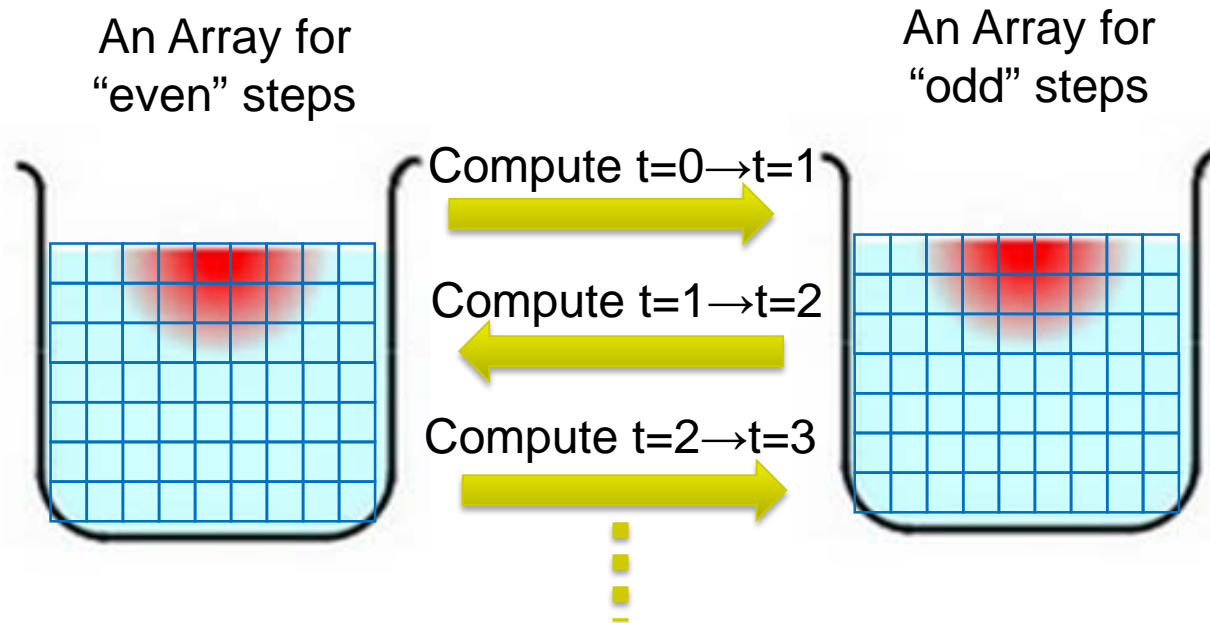 An Array for
“even” steps
An Array for
“odd” steps
Compute t=0→t=1
Compute t=1→t=2
Compute t=2→t=3